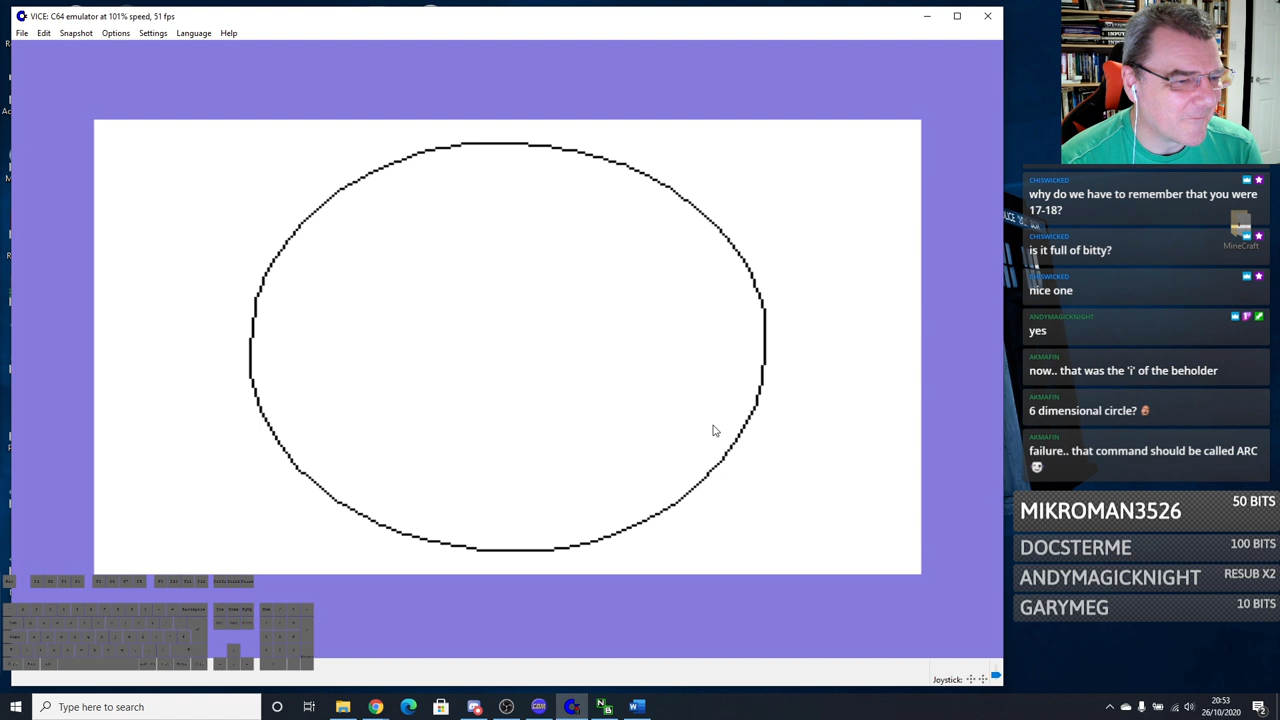 VICE: C64 emulator at 101% speed, 51 fps
File Edit Snapshot Options Settings Language Help
CHISWICKED
why do we have to remember that you were
17-18?
CHISWICKED
is it full of bitty?
MineCraft
CHISWICKED
nice one
ANDYMAGICKNIGHT
yes
AKMAFIN
now.. that was the 'i' of the beholder
AKMAFIN
6 dimensional circle?
AKMAFIN
failure.. that command should be called ARC
MIKROMAN3526 50 BITS
DOCSTERME 100 BITS
ANDYMAGICKNIGHT RESUB X2
GARYMEG 10 BITS
Joystick:
Type here to search
20:53
26/10/2020